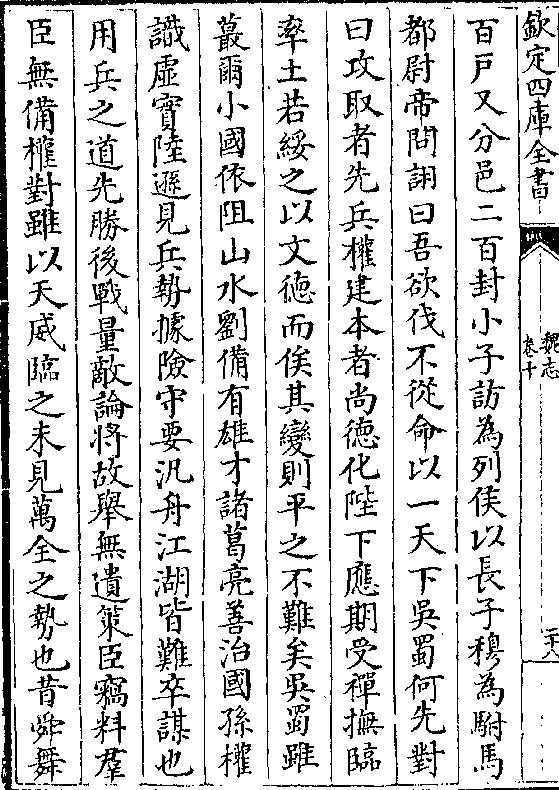 欽定四庫全書
魏志
卷十
二十八
百戸又分邑二百封小子訪為列侯以長子穆為駙馬
都尉帝問詡曰吾欲伐不從命以一天下吳蜀何先對
曰攻取者先兵權建本者尚徳化陛下應期受禪撫臨
率土若綏之以文徳而俟其變則平之不難矣吳蜀雖
蕞爾小國依阻山水劉備有雄才諸葛亮善治國孫權
識虛實陸遜見兵勢據險守要汎舟江湖皆難卒謀也
用兵之道先勝後戰量敵論將故舉無遺策臣竊料羣
臣無備權對雖以天威臨之未見萬全之勢也昔舜舞